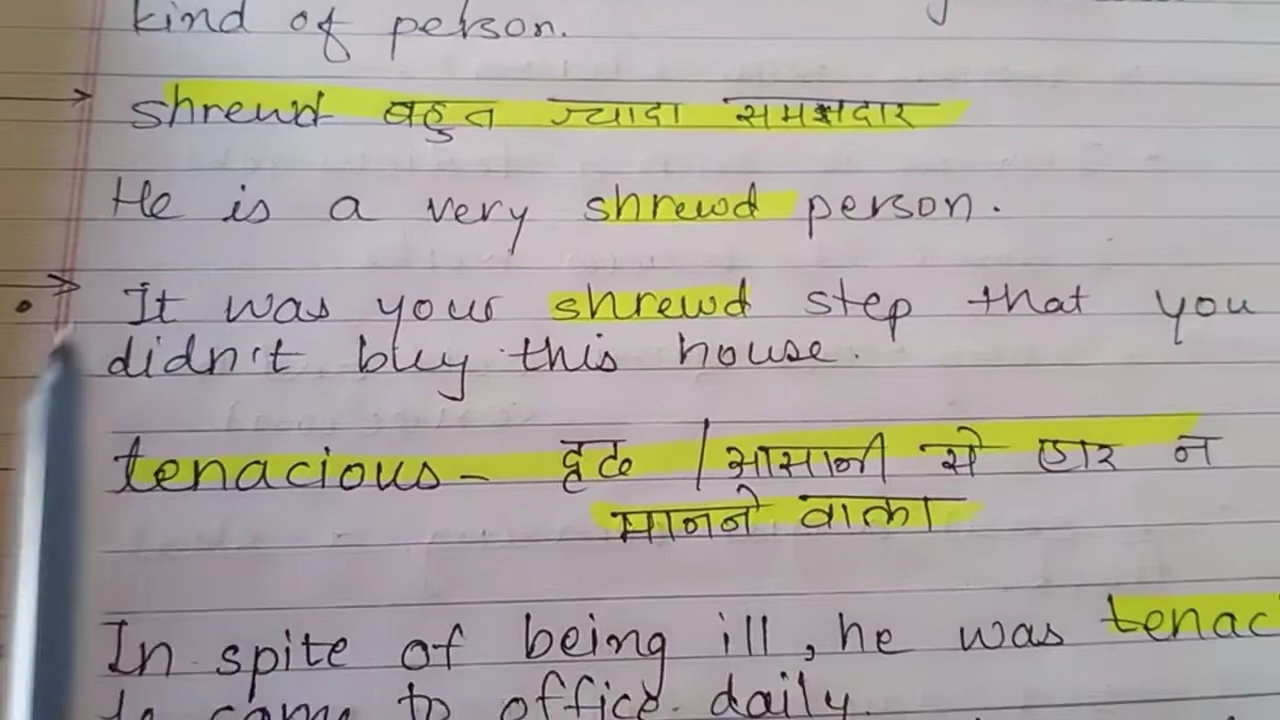 kind of person.
→ shrewd बहुत ज्यादा समझदार
He is a very shrewd person.
→ • It was your shrewd step that you
didn't buy this house.
tenacious - दृढ़ / आसानी से हार न
मानने वाला
In spite of being ill, he was tenac
to come to office daily.